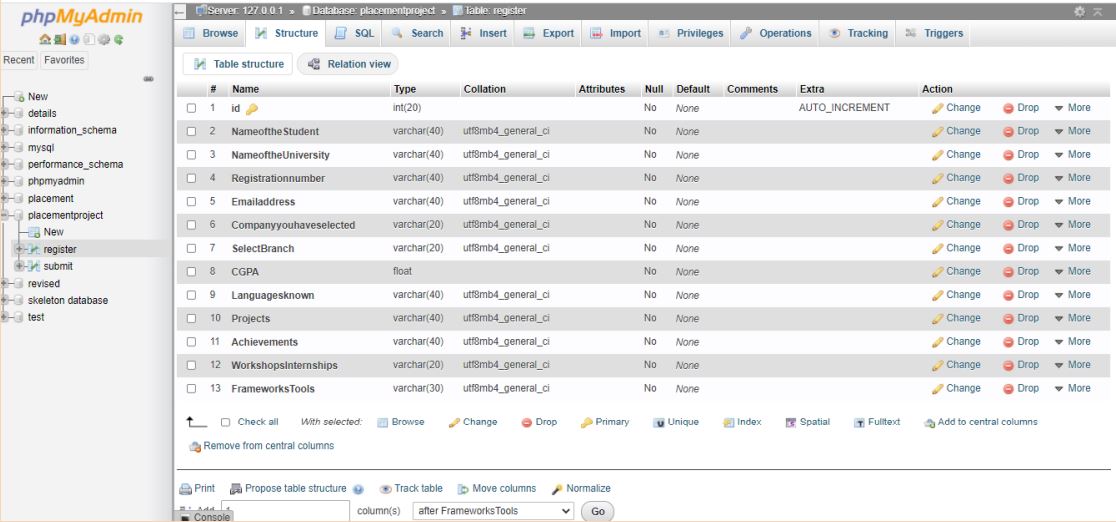 phpMyAdmin
Recent Favorites
New
details
information_schema
mysql
performance_schema
phpmyadmin
placement
placementproject
New
register
submit
revised
skeleton database
test
Server: 127.0.0.1 » Database: placementproject » Table: register
Browse Structure SQL Search Insert Export Import Privileges Operations Tracking Triggers
Table structure Relation view
# Name Type Collation Attributes Null Default Comments Extra Action
1 id int(20) No None AUTO_INCREMENT Change Drop More
2 NameoftheStudent varchar(40) utf8mb4_general_ci No None Change Drop More
3 NameoftheUniversity varchar(40) utf8mb4_general_ci No None Change Drop More
4 Registrationnumber varchar(40) utf8mb4_general_ci No None Change Drop More
5 Emailaddress varchar(40) utf8mb4_general_ci No None Change Drop More
6 Companyyouhaveselected varchar(20) utf8mb4_general_ci No None Change Drop More
7 SelectBranch varchar(20) utf8mb4_general_ci No None Change Drop More
8 CGPA float No None Change Drop More
9 Languagesknown varchar(40) utf8mb4_general_ci No None Change Drop More
10 Projects varchar(40) utf8mb4_general_ci No None Change Drop More
11 Achievements varchar(40) utf8mb4_general_ci No None Change Drop More
12 WorkshopsInternships varchar(20) utf8mb4_general_ci No None Change Drop More
13 FrameworksTools varchar(30) utf8mb4_general_ci No None Change Drop More
Check all With selected: Browse Change Drop Primary Unique Index Spatial Fulltext Add to central columns
Remove from central columns
Print Propose table structure Track table Move columns Normalize
Add 1 column(s) after FrameworksTools Go
Console